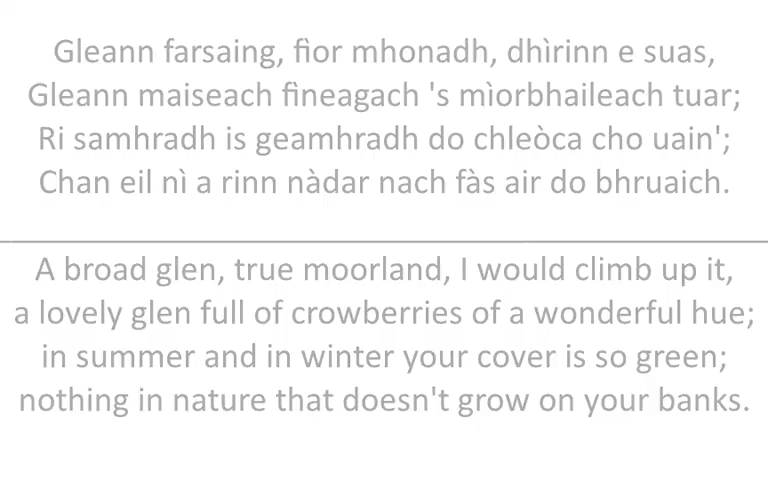 Gleann farsaing, fìor mhonadh, dhìrinn e suas,
Gleann maiseach fìneagach 's mìorbhaileach tuar;
Ri samhradh is geamhradh do chleòca cho uain';
Chan eil nì a rinn nàdar nach fàs air do bhruaich.
A broad glen, true moorland, I would climb up it,
a lovely glen full of crowberries of a wonderful hue;
in summer and in winter your cover is so green;
nothing in nature that doesn't grow on your banks.